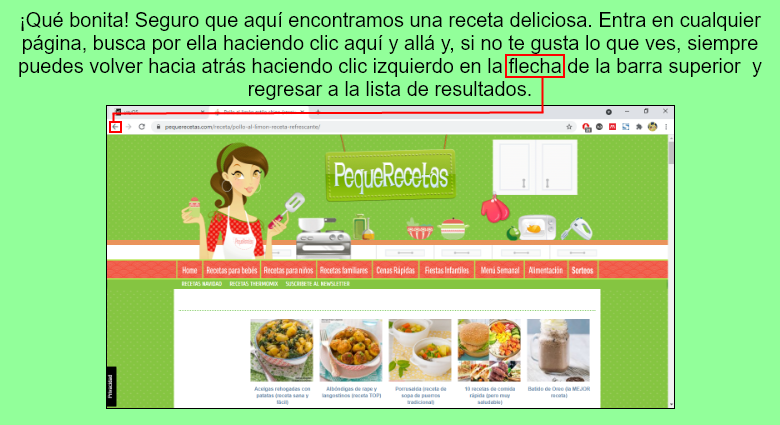 ¡Qué bonita! Seguro que aquí encontramos una receta deliciosa. Entra en cualquier
página, busca por ella haciendo clic aquí y allá y, si no te gusta lo que ves, siempre
puedes volver hacia atrás haciendo clic izquierdo en la flecha de la barra superior y
regresar a la lista de resultados.
pequerecetas.com/receta/pollo-al-limon-receta-refrescante/
PequeRecetas
Home Recetas para bebés Recetas para niños Recetas familiares Cenas Rápidas Fiestas Infantiles Menú Semanal Alimentación Sorteos
RECETAS NAVIDAD RECETAS THERMOMIX SUSCRÍBETE AL NEWSLETTER
Privacidad
Acelgas rehogadas con
patatas (receta sana y
fácil)
Albóndigas de rape y
langostinos (receta TOP)
Porrusalda (receta de
sopa de puerros
tradicional)
10 recetas de comida
rápida (pero muy
saludable)
Batido de Oreo (la MEJOR
receta)